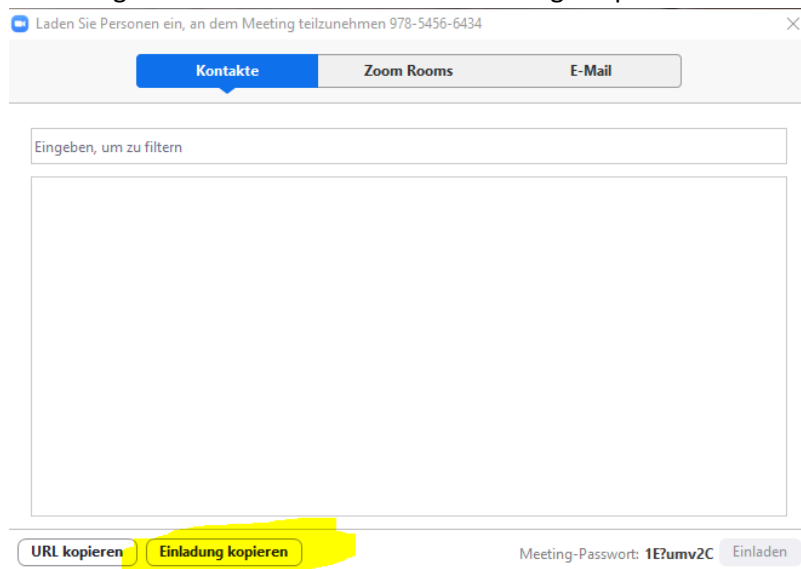 Laden Sie Personen ein, an dem Meeting teilzunehmen 978-5456-6434
Kontakte Zoom Rooms E-Mail
Eingeben, um zu filtern
URL kopieren Einladung kopieren Meeting-Passwort: 1E?umv2C Einladen